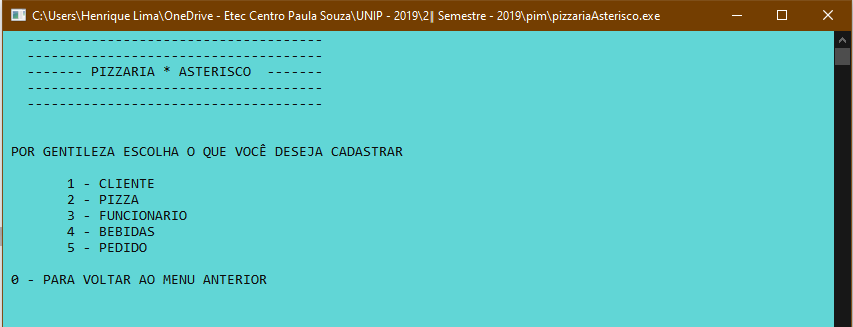 C:\Users\Henrique Lima\OneDrive - Etec Centro Paula Souza\UNIP - 2019\2‖ Semestre - 2019\pim\pizzariaAsterisco.exe
-------------------------------------
-------------------------------------
------- PIZZARIA * ASTERISCO  -------
-------------------------------------
-------------------------------------
POR GENTILEZA ESCOLHA O QUE VOCÊ DESEJA CADASTRAR
1 - CLIENTE
2 - PIZZA
3 - FUNCIONARIO
4 - BEBIDAS
5 - PEDIDO
0 - PARA VOLTAR AO MENU ANTERIOR